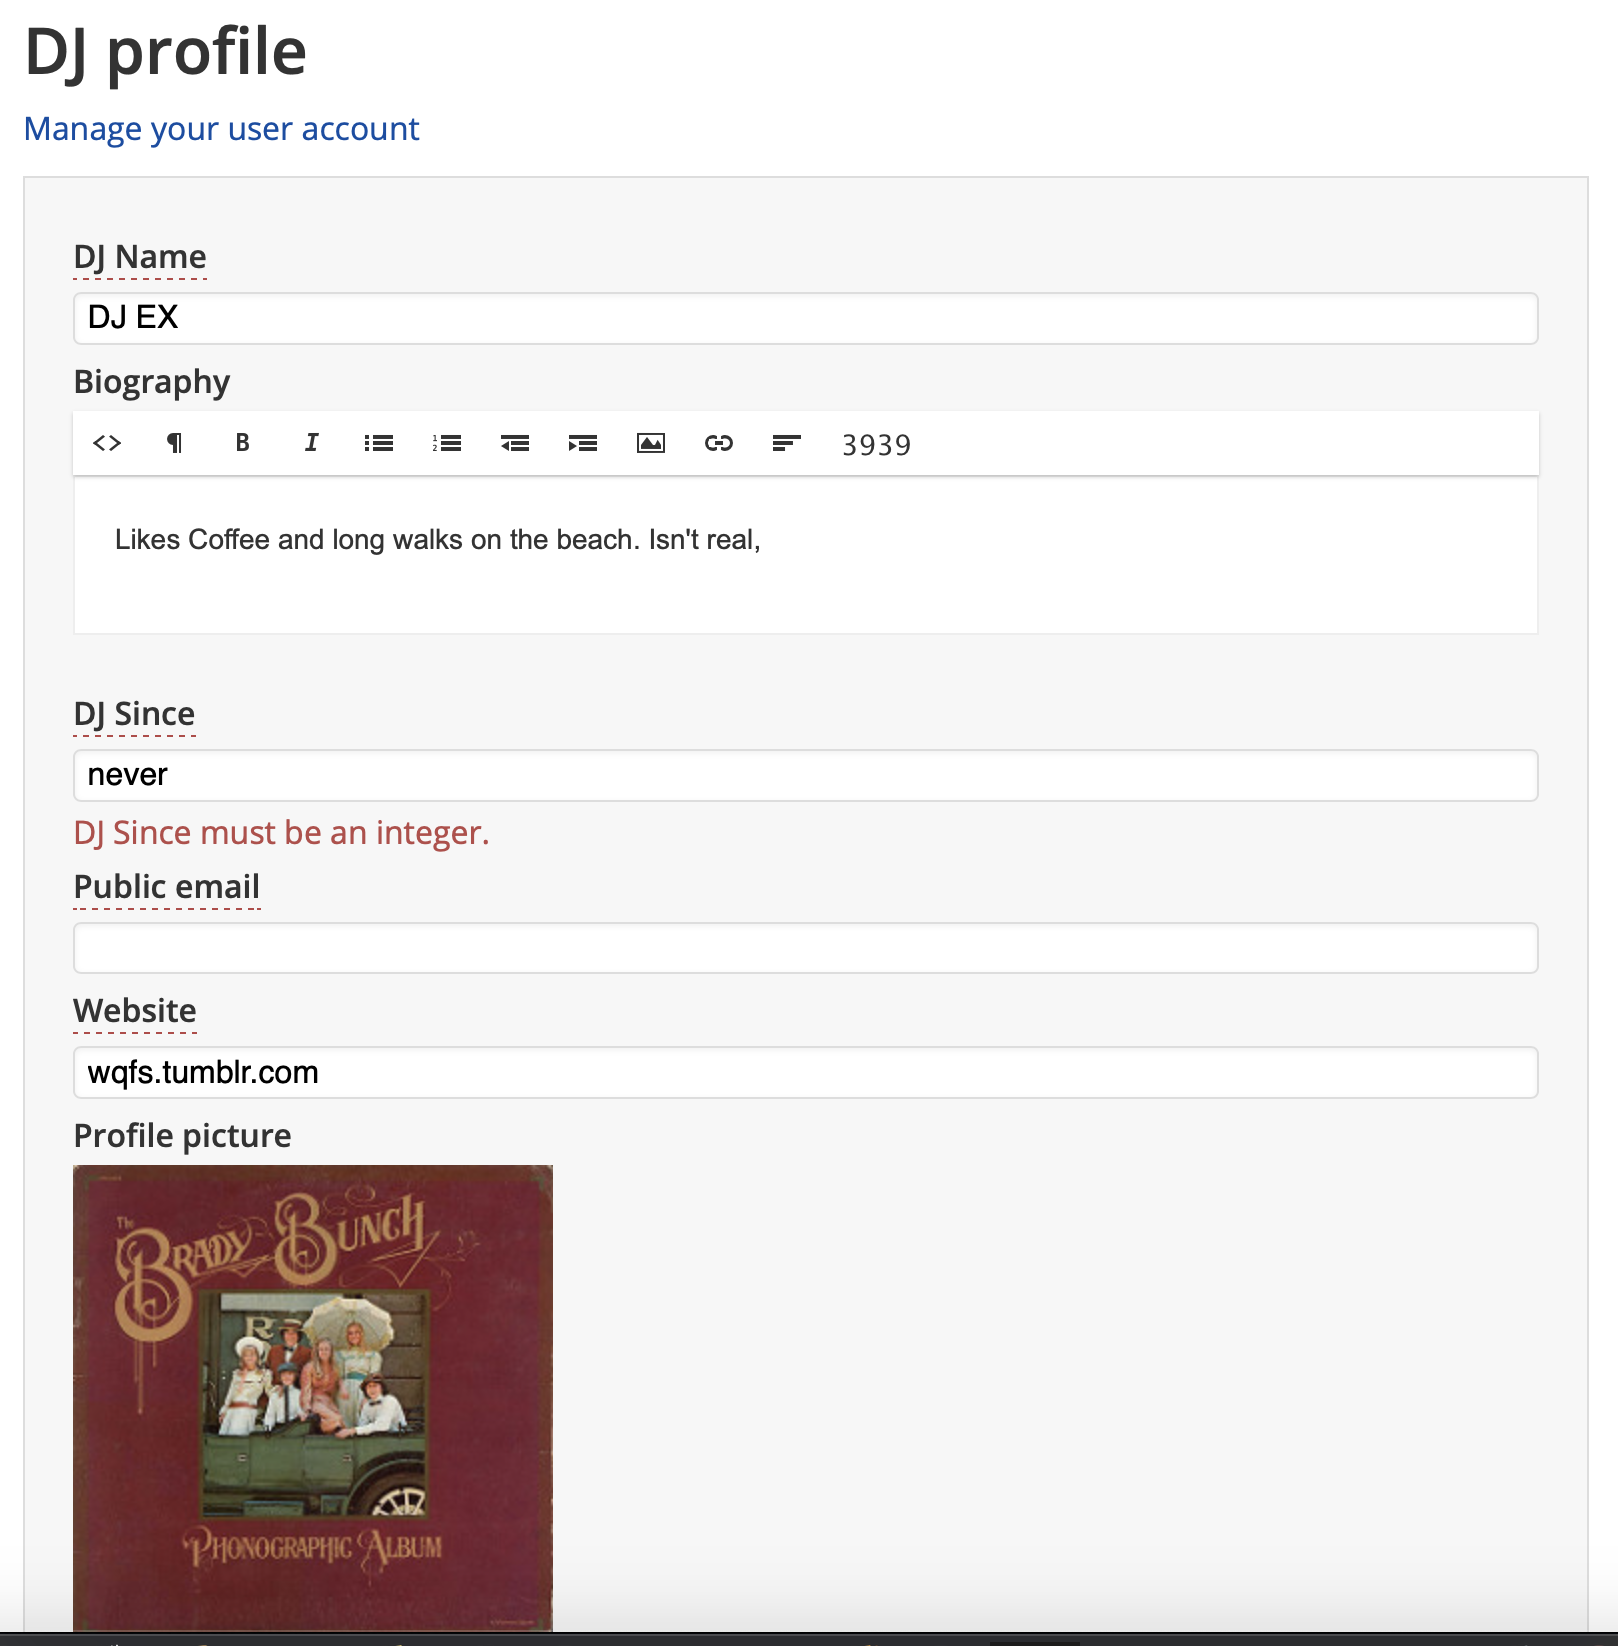 DJ profile
Manage your user account
DJ Name
DJ EX
Biography
<> ¶ B I 3939
Likes Coffee and long walks on the beach. Isn't real,
DJ Since
never
DJ Since must be an integer.
Public email
Website
wqfs.tumblr.com
Profile picture
The
BRADY BUNCH
R
PHONOGRAPHIC ALBUM